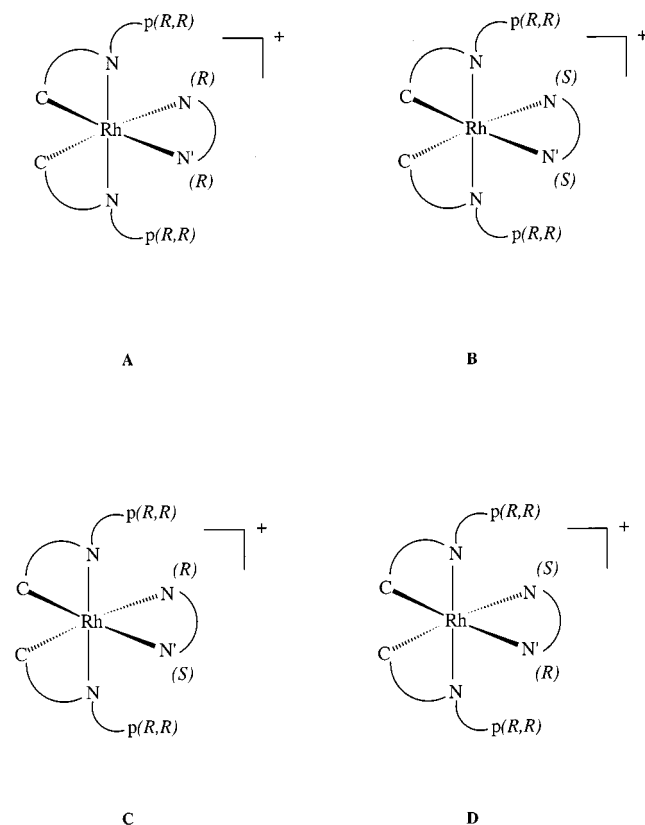 p(R,R) p(R,R)
+ +
N (R) N (S)
C N C N
Rh Rh
C N' C N'
N (R) N (S)
p(R,R) p(R,R)
A B
p(R,R) p(R,R)
+ +
N (R) N (S)
C N C N
Rh Rh
C N' C N'
N (S) N (R)
p(R,R) p(R,R)
C D